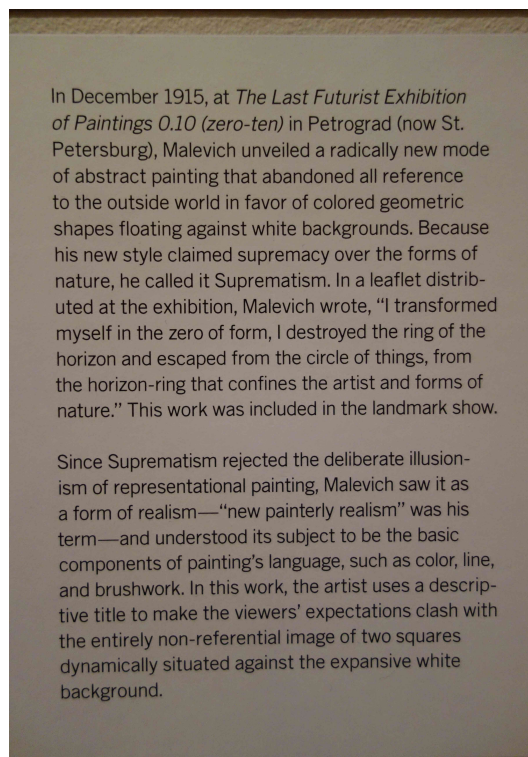 In December 1915, at The Last Futurist Exhibition
of Paintings 0.10 (zero-ten) in Petrograd (now St.
Petersburg), Malevich unveiled a radically new mode
of abstract painting that abandoned all reference
to the outside world in favor of colored geometric
shapes floating against white backgrounds. Because
his new style claimed supremacy over the forms of
nature, he called it Suprematism. In a leaflet distrib-
uted at the exhibition, Malevich wrote, “I transformed
myself in the zero of form, I destroyed the ring of the
horizon and escaped from the circle of things, from
the horizon-ring that confines the artist and forms of
nature.” This work was included in the landmark show.
Since Suprematism rejected the deliberate illusion-
ism of representational painting, Malevich saw it as
a form of realism—“new painterly realism” was his
term—and understood its subject to be the basic
components of painting’s language, such as color, line,
and brushwork. In this work, the artist uses a descrip-
tive title to make the viewers’ expectations clash with
the entirely non-referential image of two squares
dynamically situated against the expansive white
background.